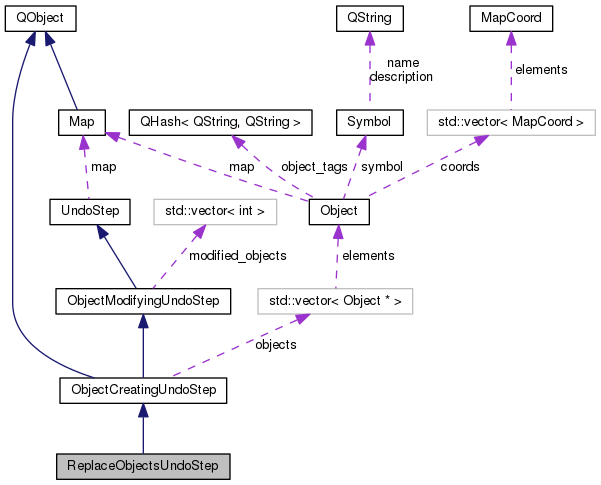 QObject
QString
MapCoord
name
description
elements
Map
QHash< QString, QString >
Symbol
std::vector< MapCoord >
map
map
object_tags
symbol
coords
UndoStep
std::vector< int >
Object
modified_objects
elements
ObjectModifyingUndoStep
std::vector< Object * >
objects
ObjectCreatingUndoStep
ReplaceObjectsUndoStep